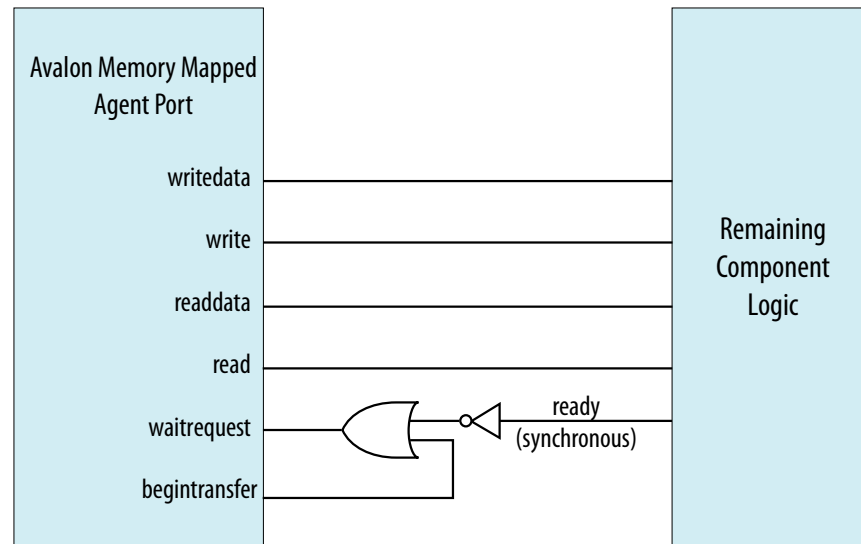 Avalon Memory Mapped
Agent Port
writedata
write
readdata
read
waitrequest
begintransfer
ready
(synchronous)
Remaining
Component
Logic